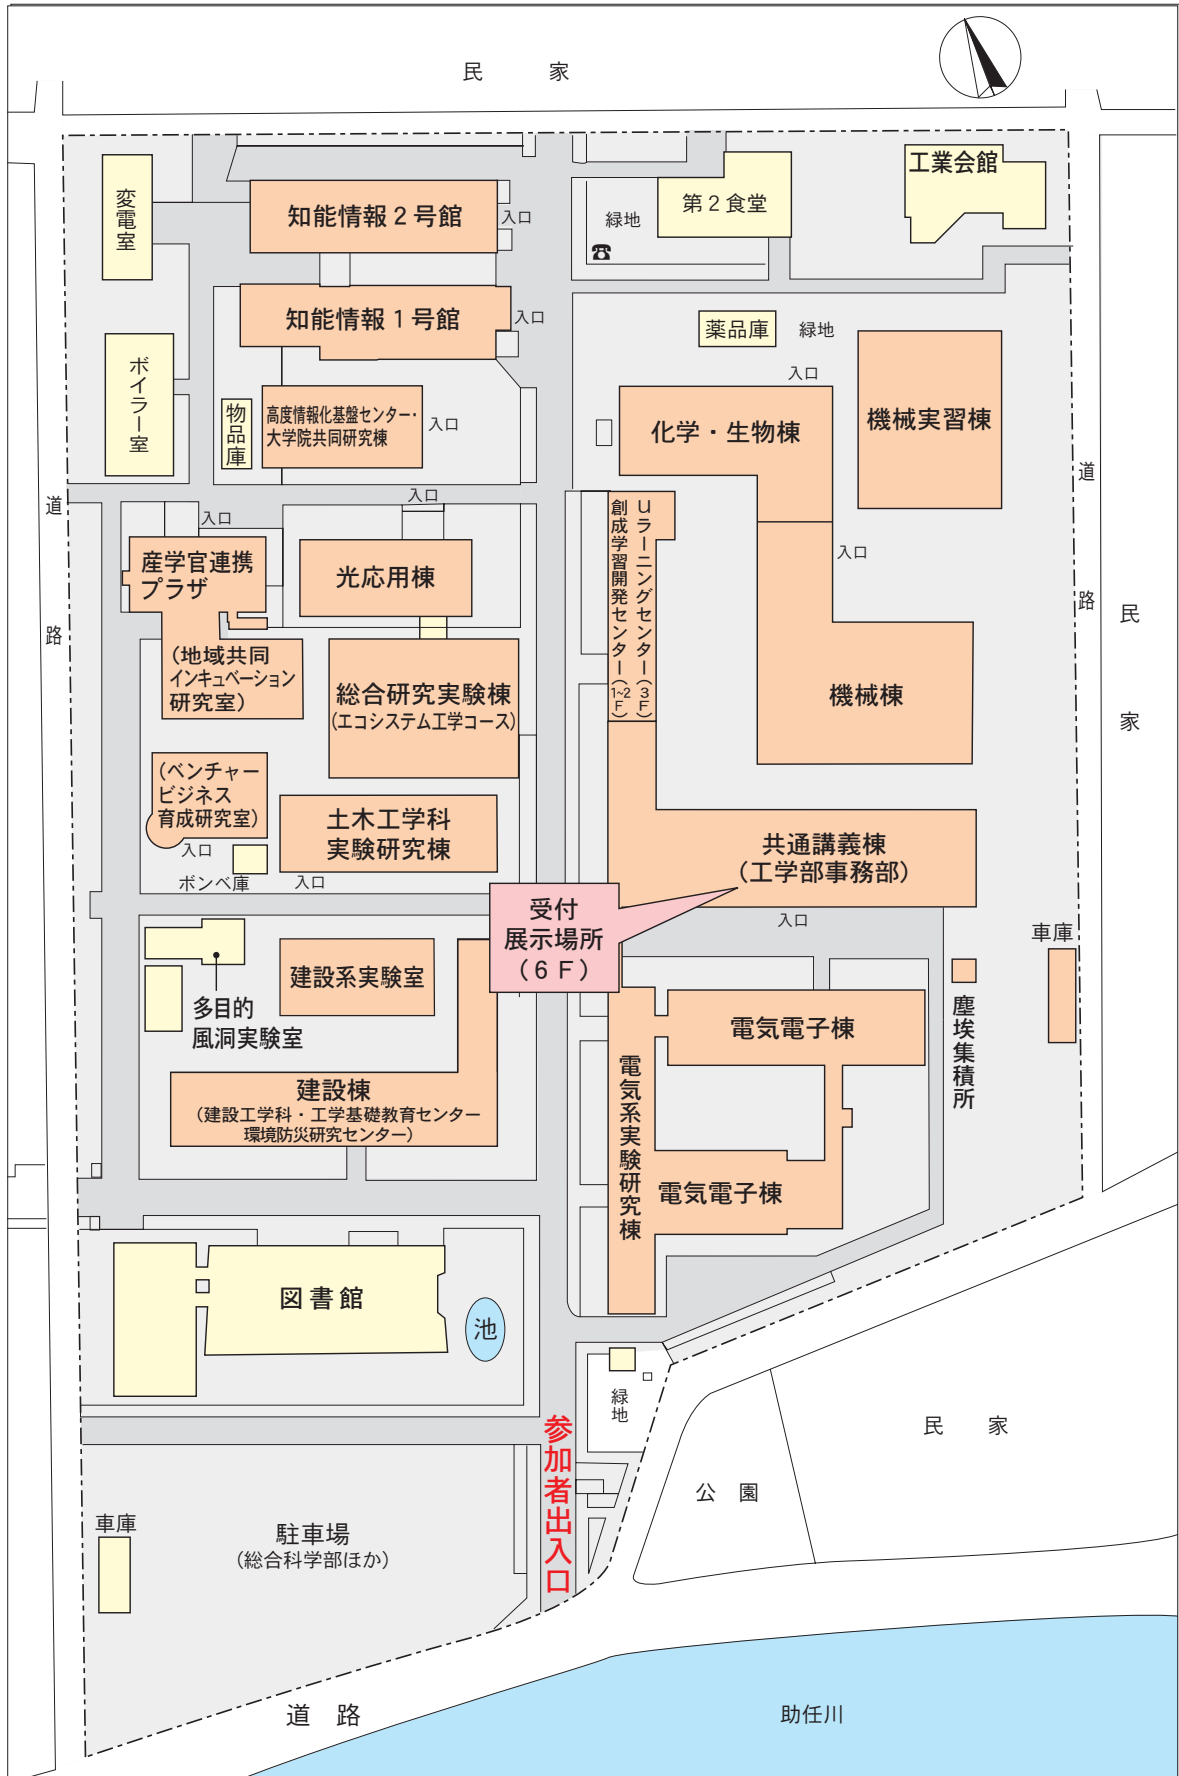 民 家
変電室
知能情報2号館
入口
緑地
第2食堂
工業会館
知能情報1号館
入口
薬品庫
緑地
ボイラー室
物品庫
高度情報化基盤センター・
大学院共同研究棟
入口
入口
化学・生物棟
機械実習棟
道路
道路
入口
入口
産学官連携
プラザ
光応用棟
Uラーニングセンター(3F)
創成学習開発センター(1~2F)
入口
民家
(地域共同
インキュベーション
研究室)
総合研究実験棟
(エコシステム工学コース)
機械棟
(ベンチャー
ビジネス
育成研究室)
入口
ボンベ庫
土木工学科
実験研究棟
入口
共通講義棟
(工学部事務部)
受付
展示場所
(6F)
入口
車庫
建設系実験室
多目的
風洞実験室
塵埃集積所
電気電子棟
電気系実験研究棟
建設棟
(建設工学科・工学基礎教育センター
環境防災研究センター)
電気電子棟
図書館
池
緑地
参加者出入口
民 家
公 園
車庫
駐車場
(総合科学部ほか)
道 路
助任川